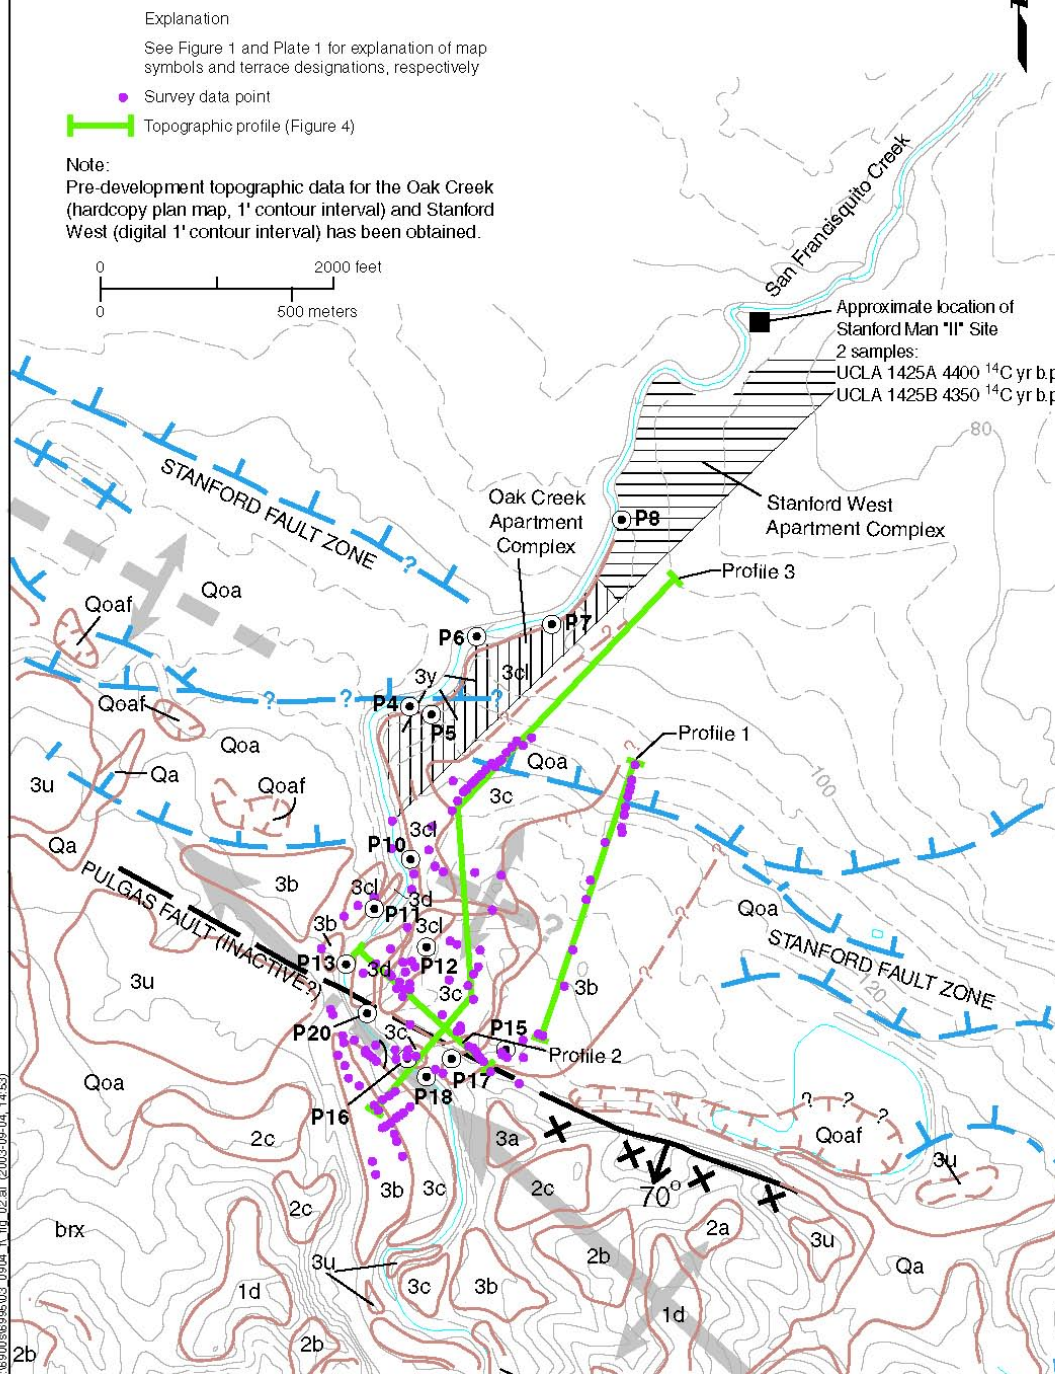 Explanation
See Figure 1 and Plate 1 for explanation of map
symbols and terrace designations, respectively
Survey data point
Topographic profile (Figure 4)
Note:
Pre-development topographic data for the Oak Creek
(hardcopy plan map, 1' contour interval) and Stanford
West (digital 1' contour interval) has been obtained.
0 2000 feet
0 500 meters
San Francisquito Creek
Approximate location of
Stanford Man "II" Site
2 samples:
UCLA 1425A 4400 14C yr b.p
UCLA 1425B 4350 14C yr b.p
80
STANFORD FAULT ZONE
?
Oak Creek
Apartment
Complex
P8
Stanford West
Apartment Complex
Profile 3
Qoa
Qoaf
P6
P7
?
3y
3cl
P4
?
?
?
P5
?
Qoaf
Qoa
Qoa
Profile 1
?
3u
Qa
Qoaf
3c
100
Qa
3cl
P10
?
PULGAS FAULT (INACTIVE?)
3b
3cl
3d
P11
3b
3cl
?
?
Qoa
STANFORD FAULT ZONE
P13
3d
P12
3u
3c
3b
?
120
P20
3c
P15
Profile 2
P17
P18
P16
Qoa
2c
3a
? ? ?
Qoaf
3u
70°
3b
3c
2c
2c
2a
3u
brx
3u
2b
Qa
1d
3c
3b
1d
2b
2b